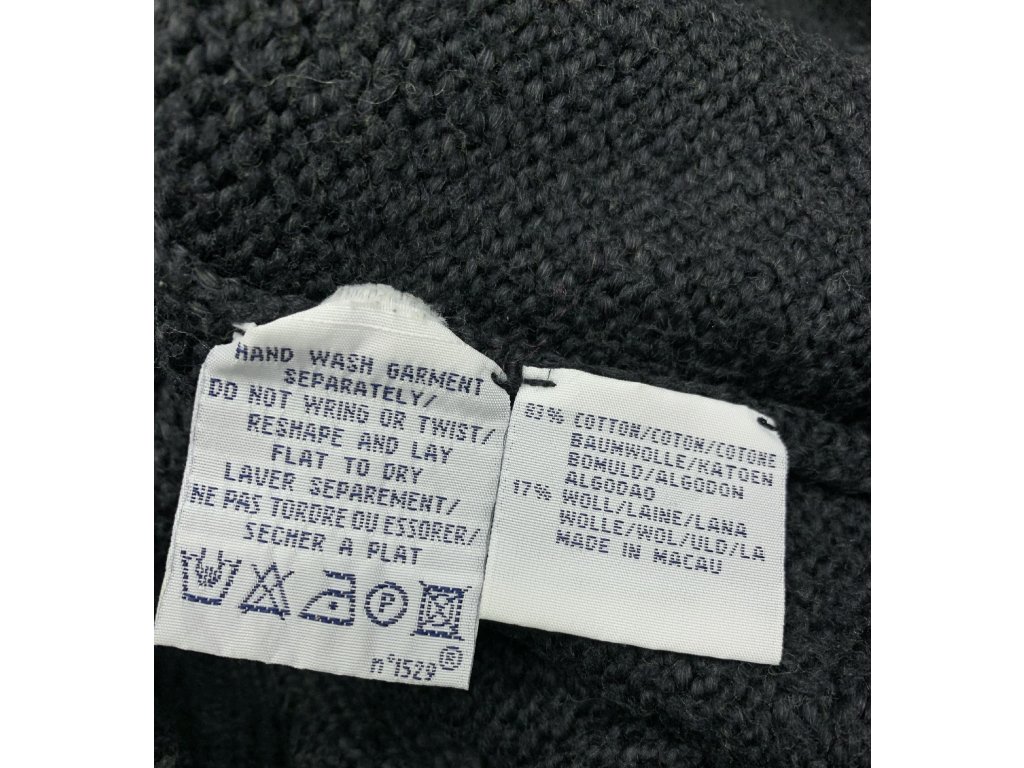 HAND WASH GARMENT
SEPARATELY/
DO NOT WRING OR TWIST/
RESHAPE AND LAY
FLAT TO DRY
LAVER SEPAREMENT/
NE PAS TORDRE OU ESSORER/
SECHER A PLAT
P
n°1529®
83% COTTON/COTON/COTONE
BAUMWOLLE/KATOEN
BOMULD/ALGODON
ALGODAO
17% WOLL/LAINE/LANA
WOLLE/WOL/ULD/LA
MADE IN MACAU